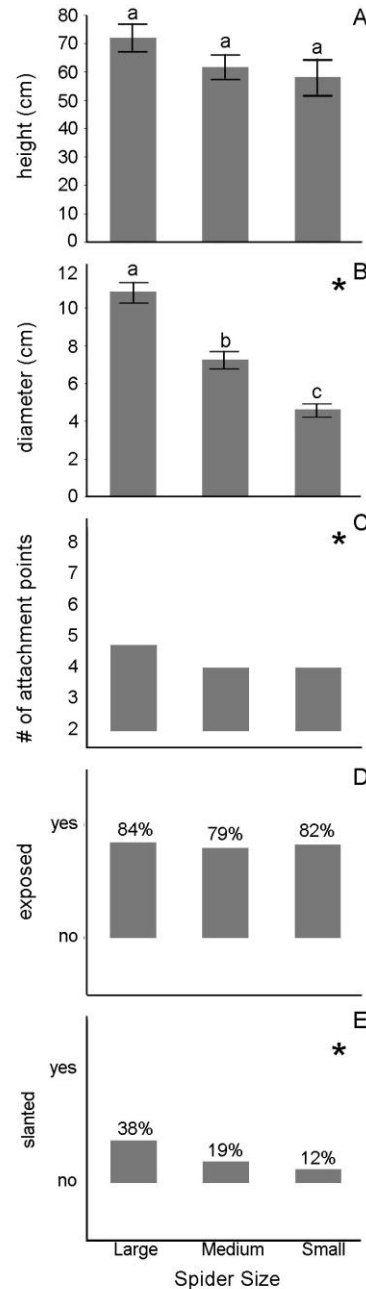 A
height (cm)
80
70
60
50
40
30
20
10
0
a
a
a
B
*
diameter (cm)
12
10
8
6
4
2
0
a
b
c
C
*
# of attachment points
8
7
6
5
4
3
2
D
exposed
yes
no
84%
79%
82%
E
*
slanted
yes
no
38%
19%
12%
Large Medium Small
Spider Size